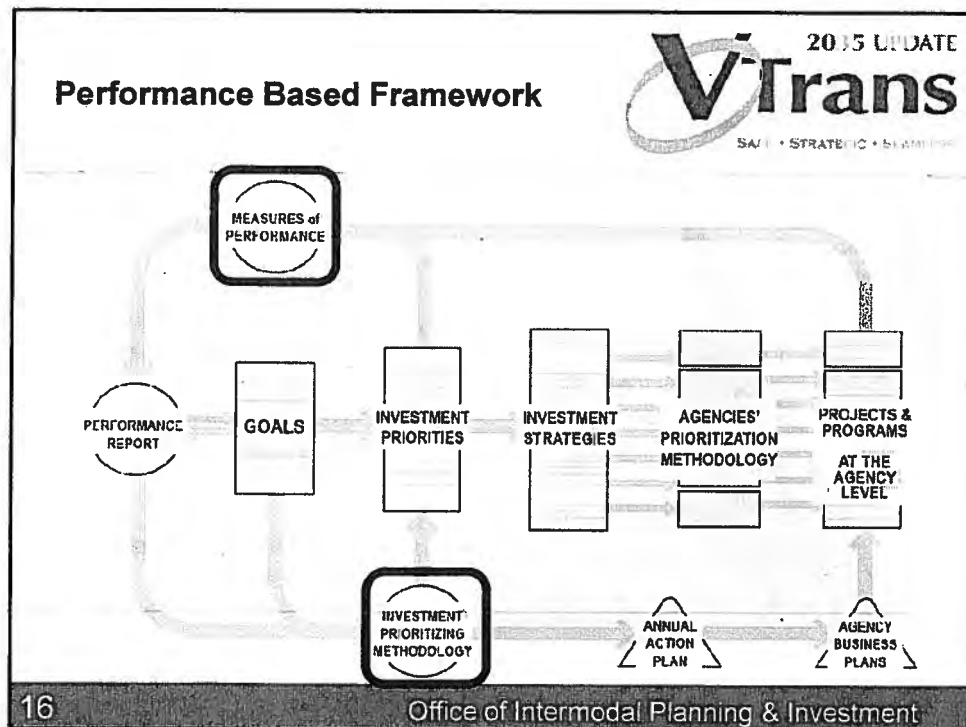 Performance Based Framework
2035 UPDATE
VTrans
SAFE • STRATEGIC • SEAMLESS
MEASURES of
PERFORMANCE
PERFORMANCE
REPORT
GOALS
INVESTMENT
PRIORITIES
INVESTMENT
STRATEGIES
AGENCIES'
PRIORITIZATION
METHODOLOGY
PROJECTS &
PROGRAMS
AT THE
AGENCY
LEVEL
INVESTMENT
PRIORITIZING
METHODOLOGY
ANNUAL
ACTION
PLAN
AGENCY
BUSINESS
PLANS
16
Office of Intermodal Planning & Investment